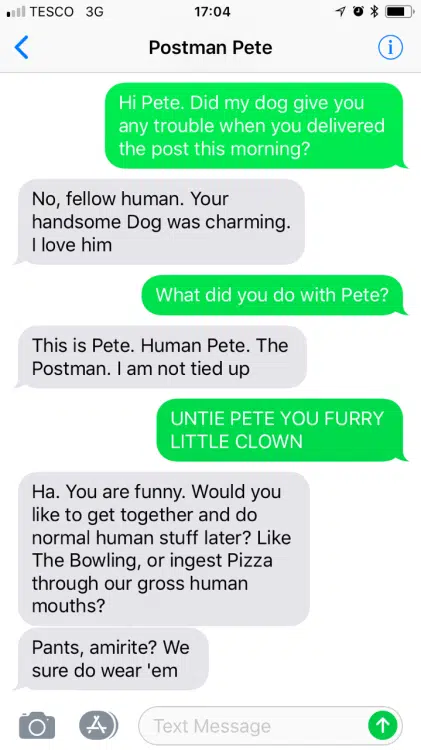 TESCO 3G 17:04
Postman Pete
Hi Pete. Did my dog give you
any trouble when you delivered
the post this morning?
No, fellow human. Your
handsome Dog was charming.
I love him
What did you do with Pete?
This is Pete. Human Pete. The
Postman. I am not tied up
UNTIE PETE YOU FURRY
LITTLE CLOWN
Ha. You are funny. Would you
like to get together and do
normal human stuff later? Like
The Bowling, or ingest Pizza
through our gross human
mouths?
Pants, amirite? We
sure do wear 'em
Text Message